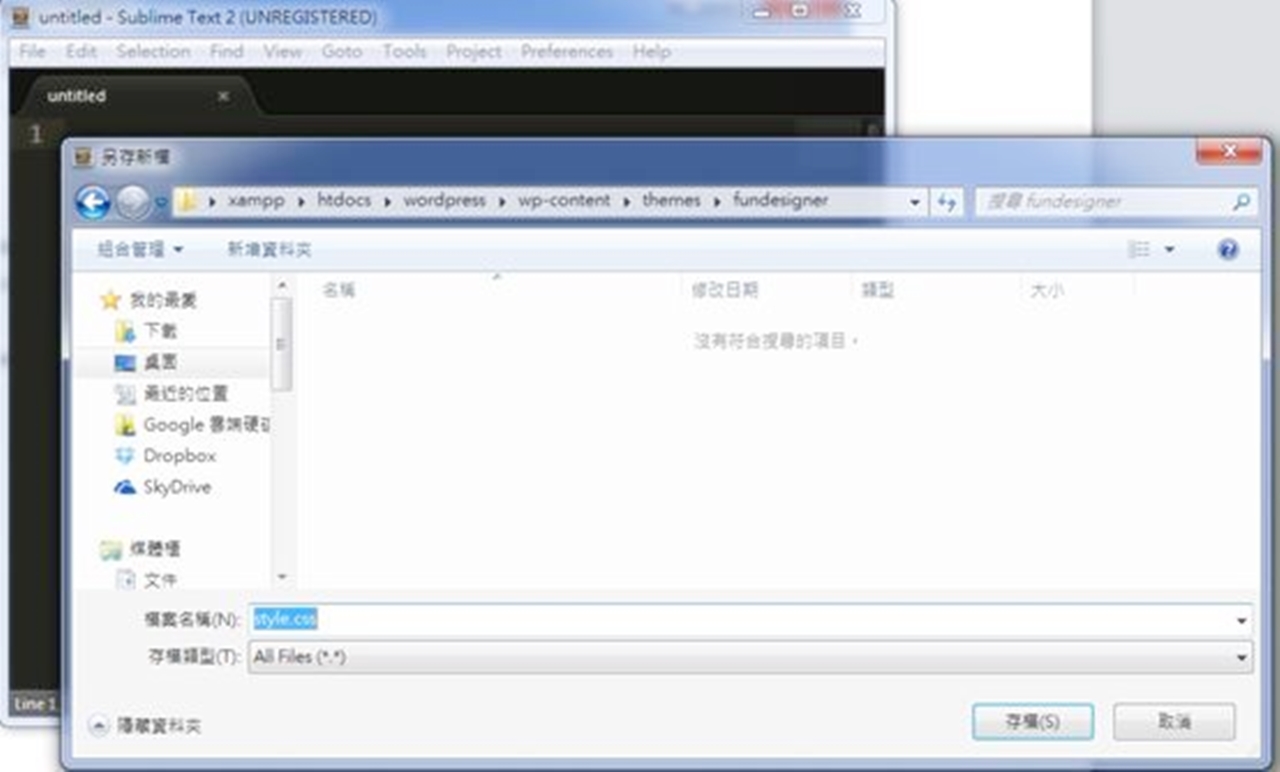 untitled - Sublime Text 2 (UNREGISTERED)
File Edit Selection Find View Goto Tools Project Preferences Help
untitled
1
另存新檔
xampp htdocs wordpress wp-content themes fundesigner
搜尋 fundesigner
組合管理 新增資料夾
名稱 修改日期 類型 大小
沒有符合搜尋的項目。
我的最愛
下載
桌面
最近的位置
Google 雲端硬碟
Dropbox
SkyDrive
媒體櫃
文件
檔案名稱(N): style.css
存檔類型(T): All Files (*.*)
Line 1
隱藏資料夾 存檔(S) 取消